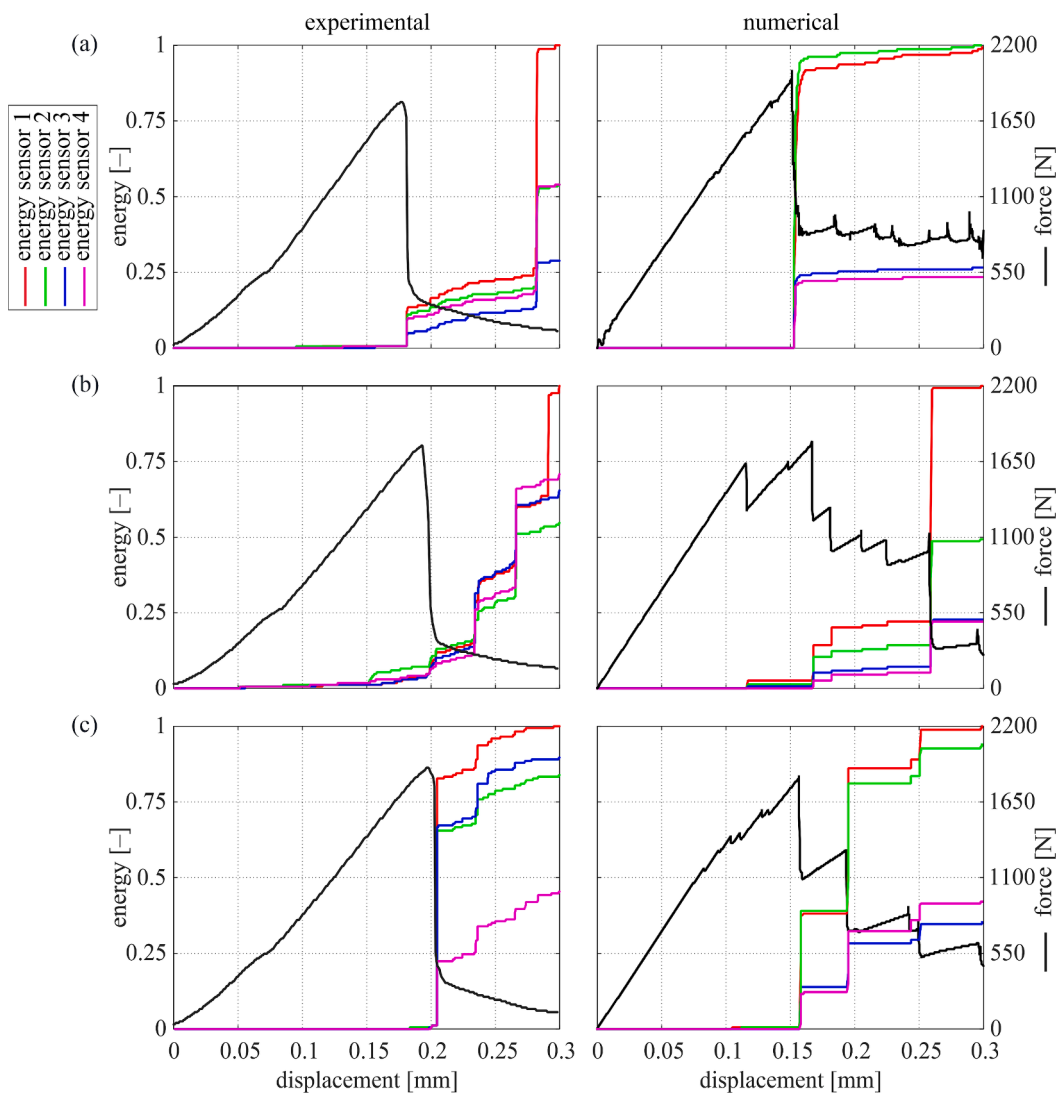 experimental numerical
(a)
energy sensor 1
energy sensor 2
energy sensor 3
energy sensor 4
energy [–]
1
0.75
0.5
0.25
0
2200
1650
1100
550
0
force [N]
(b)
energy [–]
1
0.75
0.5
0.25
0
2200
1650
1100
550
0
force [N]
(c)
energy [–]
1
0.75
0.5
0.25
0
2200
1650
1100
550
0
force [N]
0 0.05 0.1 0.15 0.2 0.25 0.3 0 0.05 0.1 0.15 0.2 0.25 0.3
displacement [mm] displacement [mm]